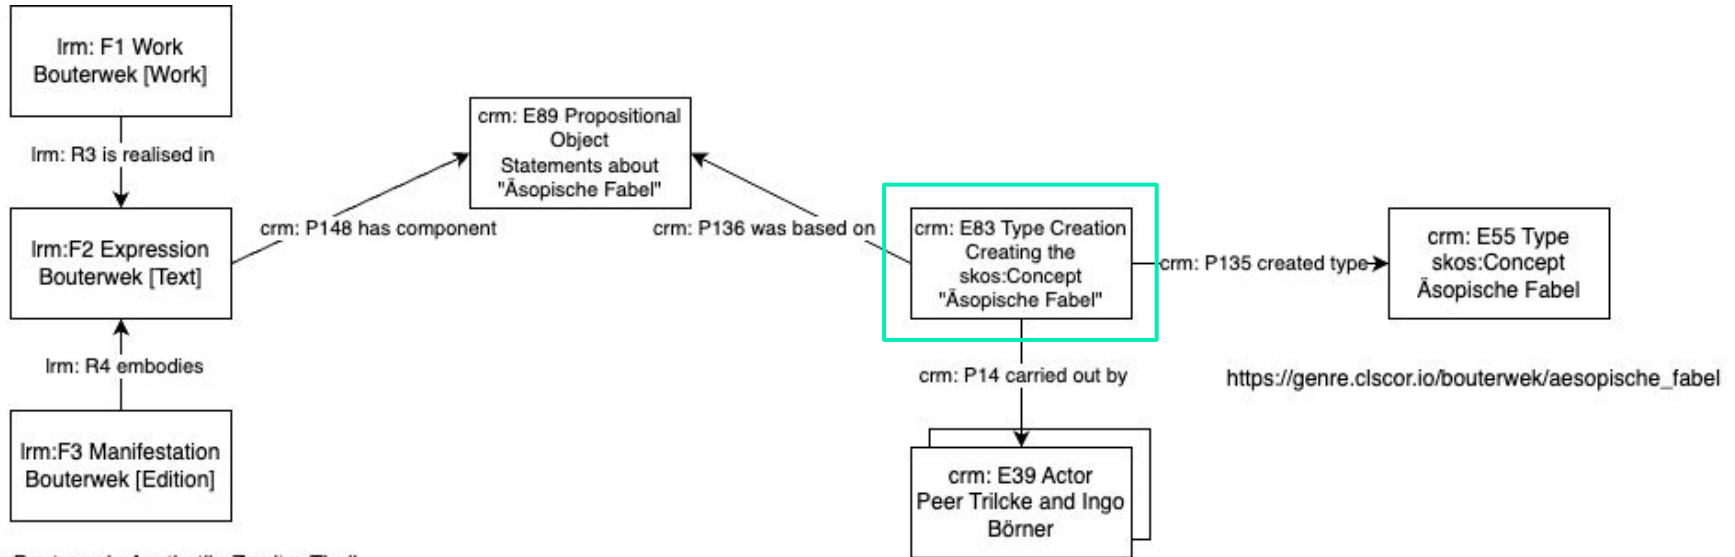 lrm: F1 Work
Bouterwek [Work]
lrm: R3 is realised in
lrm:F2 Expression
Bouterwek [Text]
lrm: R4 embodies
lrm:F3 Manifestation
Bouterwek [Edition]
crm: P148 has component
crm: E89 Propositional
Object
Statements about
"Äsopische Fabel"
crm: P136 was based on
crm: E83 Type Creation
Creating the
skos:Concept
"Äsopische Fabel"
crm: P135 created type
crm: E55 Type
skos:Concept
Äsopische Fabel
crm: P14 carried out by
https://genre.clscor.io/bouterwek/aesopische_fabel
crm: E39 Actor
Peer Trilcke and Ingo
Börner